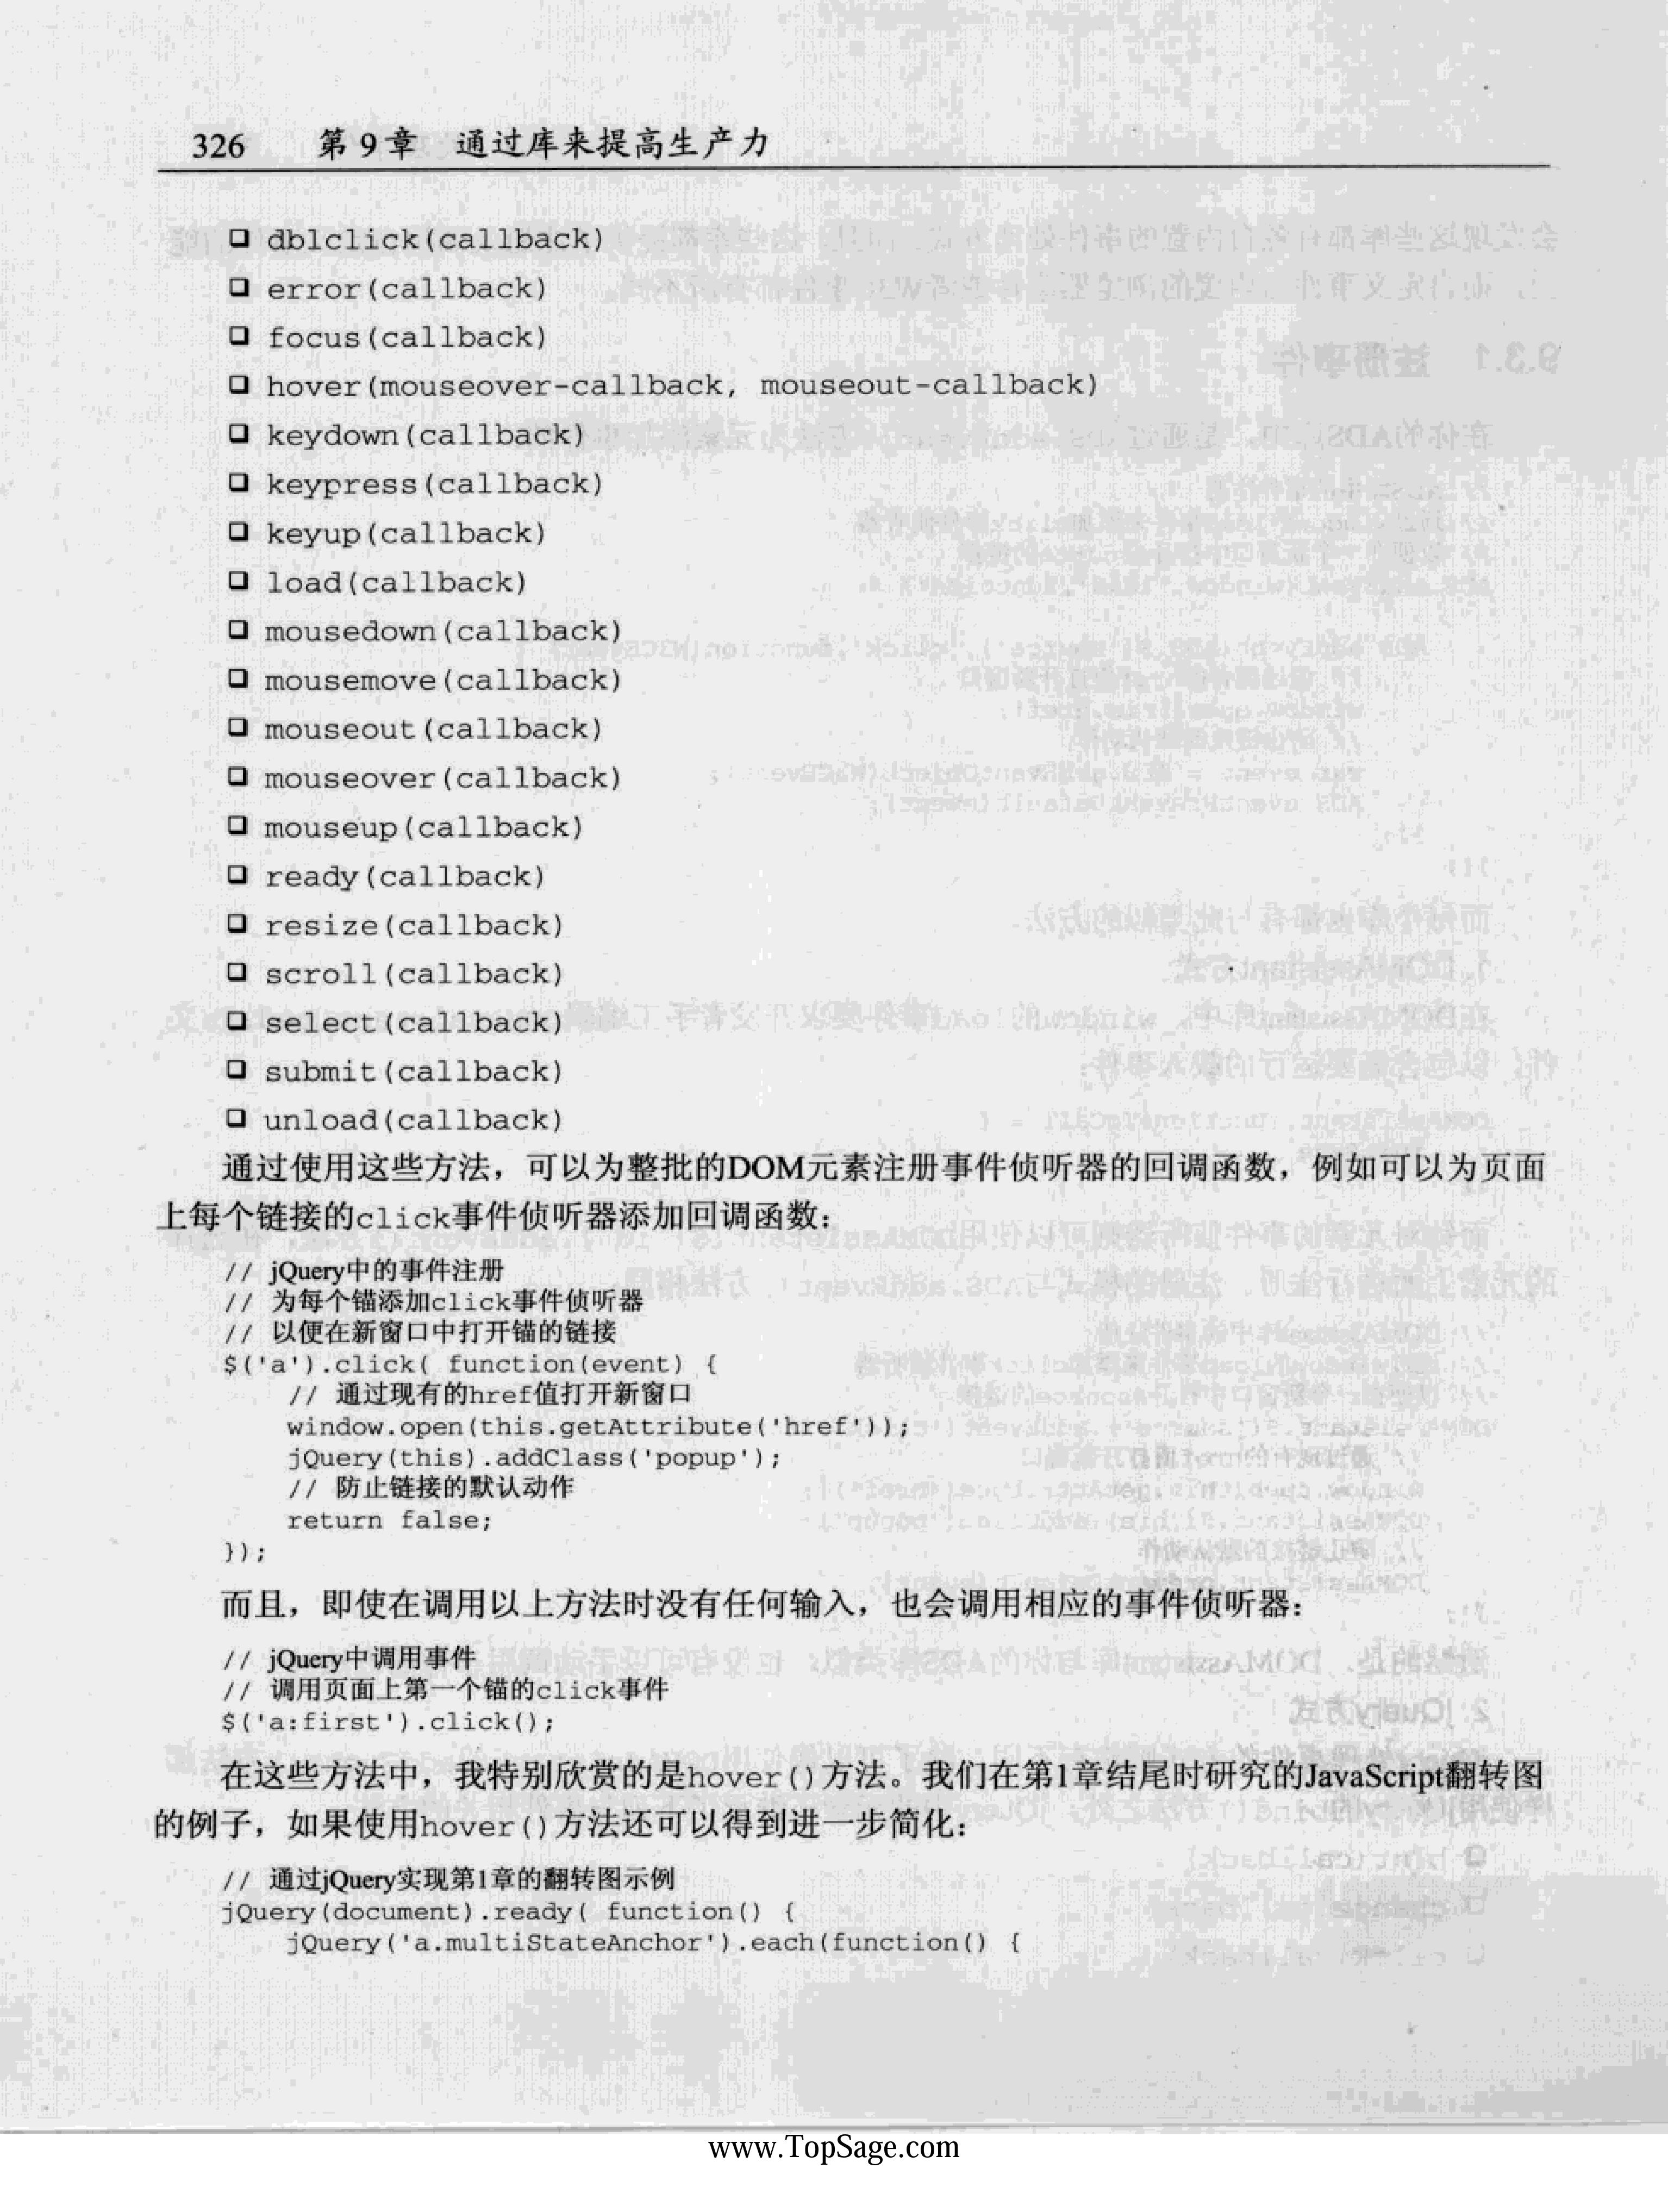 326 第 9 章 通过库来提高生产力
❑ dblclick(callback)
❑ error(callback)
❑ focus(callback)
❑ hover(mouseover-callback, mouseout-callback)
❑ keydown(callback)
❑ keypress(callback)
❑ keyup(callback)
❑ load(callback)
❑ mousedown(callback)
❑ mousemove(callback)
❑ mouseout(callback)
❑ mouseover(callback)
❑ mouseup(callback)
❑ ready(callback)
❑ resize(callback)
❑ scroll(callback)
❑ select(callback)
❑ submit(callback)
❑ unload(callback)
通过使用这些方法，可以为整批的DOM元素注册事件侦听器的回调函数，例如可以为页面
上每个链接的click事件侦听器添加回调函数：
// jQuery中的事件注册
// 为每个锚添加click事件侦听器
// 以便在新窗口中打开锚的链接
$('a').click( function(event) {
// 通过现有的href值打开新窗口
window.open(this.getAttribute('href'));
jQuery(this).addClass('popup');
// 防止链接的默认动作
return false;
});
而且，即使在调用以上方法时没有任何输入，也会调用相应的事件侦听器：
// jQuery中调用事件
// 调用页面上第一个锚的click事件
$('a:first').click();
在这些方法中，我特别欣赏的是hover()方法。我们在第1章结尾时研究的JavaScript翻转图
的例子，如果使用hover()方法还可以得到进一步简化：
// 通过jQuery实现第1章的翻转图示例
jQuery(document).ready( function() {
jQuery('a.multiStateAnchor').each(function() {
www.TopSage.com